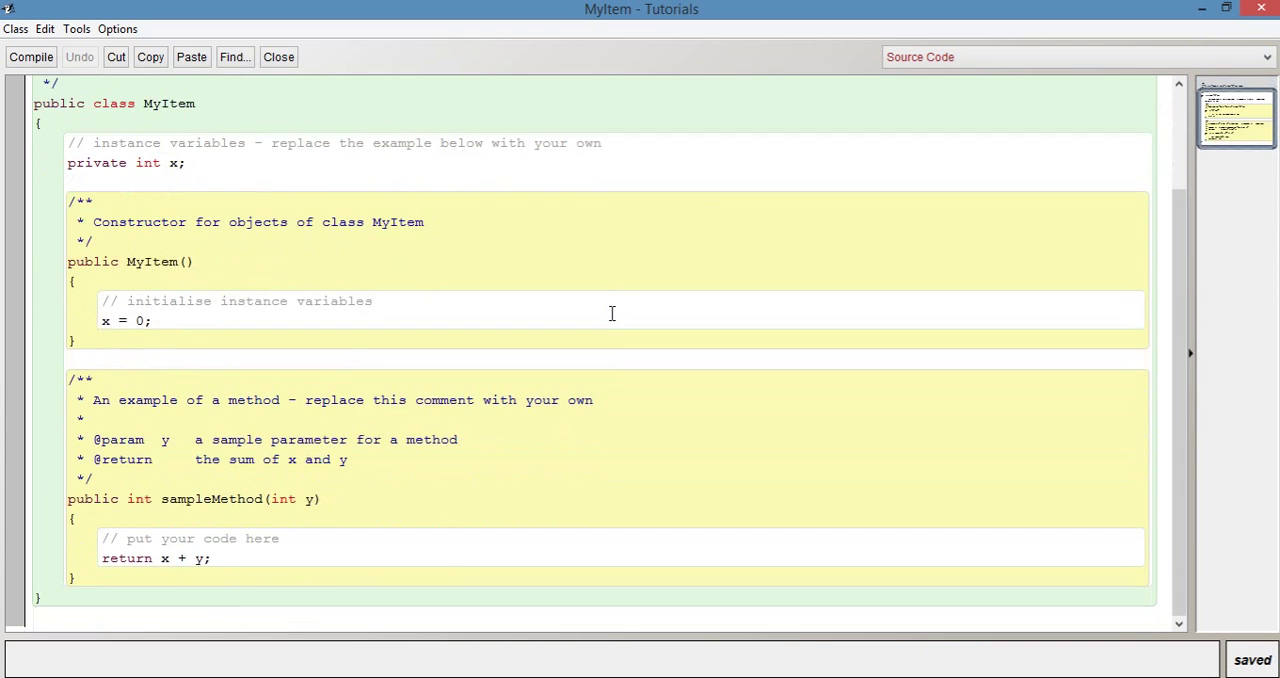 MyItem - Tutorials
Class Edit Tools Options
Compile Undo Cut Copy Paste Find... Close Source Code
*/
public class MyItem
{
// instance variables - replace the example below with your own
private int x;
/**
* Constructor for objects of class MyItem
*/
public MyItem()
{
// initialise instance variables
x = 0;
}
/**
* An example of a method - replace this comment with your own
*
* @param y a sample parameter for a method
* @return the sum of x and y
*/
public int sampleMethod(int y)
{
// put your code here
return x + y;
}
}
saved